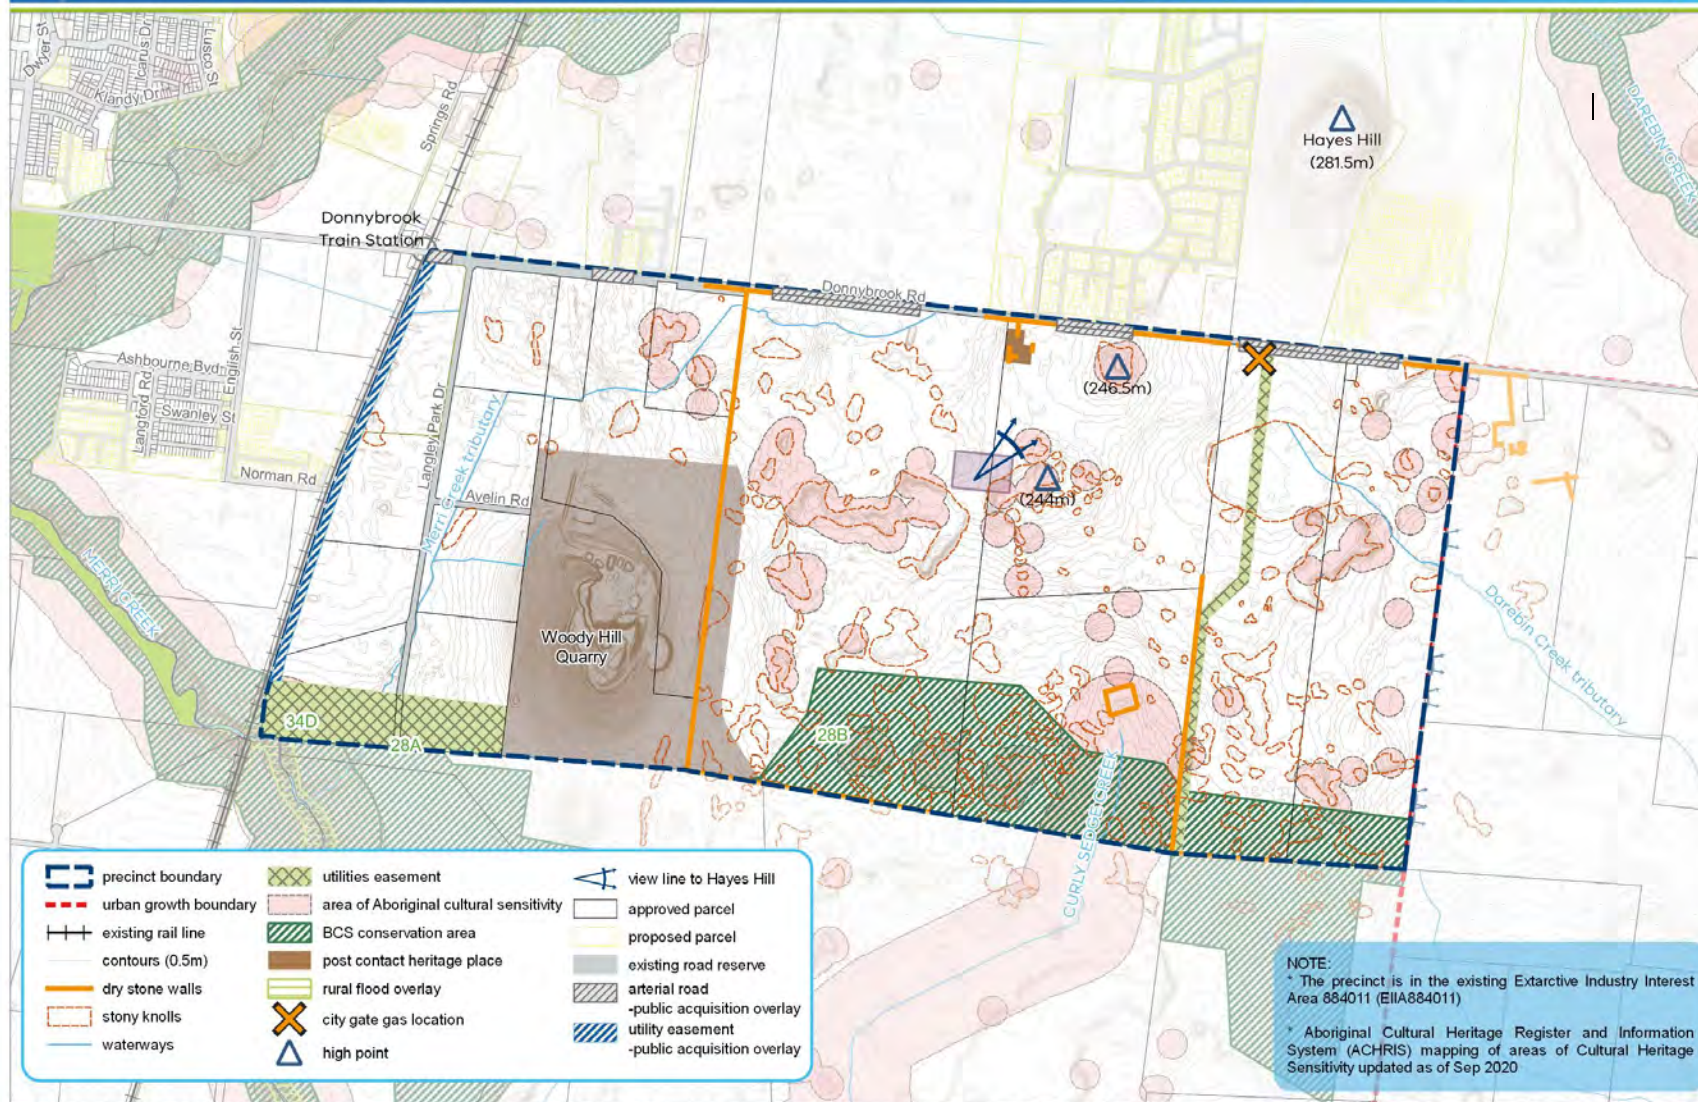 Dwyer St
Icarus Dr
Lusco St
Klandy Dr
DAREBIN CREEK
Springs Rd
Hayes Hill
(281.5m)
Donnybrook
Train Station
Donnybrook Rd
Ashbourne Bvd
English St
Langford Rd
Swanley St
Norman Rd
Langley Park Dr
Merri Creek tributary
Avelin Rd
(246.5m)
(244m)
MERRI CREEK
Woody Hill
Quarry
Darebin Creek tributary
34D
28A
28B
CURLY SEDGE CREEK
precinct boundary
urban growth boundary
existing rail line
contours (0.5m)
dry stone walls
stony knolls
waterways
utilities easement
area of Aboriginal cultural sensitivity
BCS conservation area
post contact heritage place
rural flood overlay
city gate gas location
high point
view line to Hayes Hill
approved parcel
proposed parcel
existing road reserve
arterial road
-public acquisition overlay
utility easement
-public acquisition overlay
NOTE:
* The precinct is in the existing Extarctive Industry Interest
Area 884011 (EIIA884011)
* Aboriginal Cultural Heritage Register and Information
System (ACHRIS) mapping of areas of Cultural Heritage
Sensitivity updated as of Sep 2020